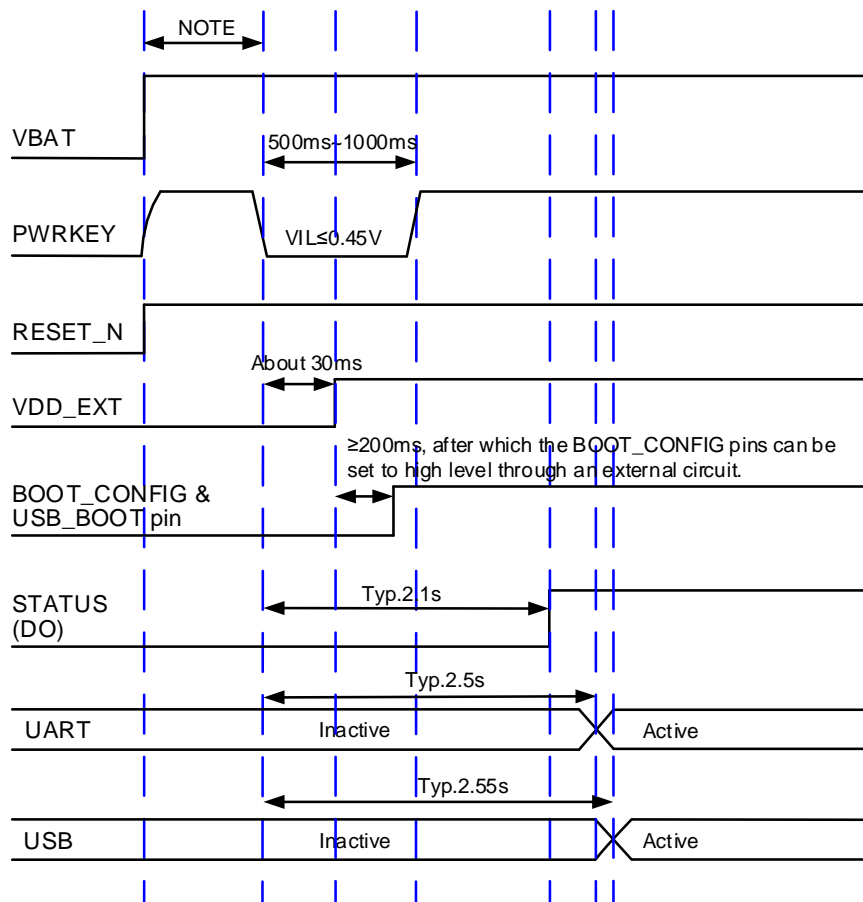 NOTE
VBAT
500ms~1000ms
PWRKEY
VIL≤0.45V
RESET_N
About 30ms
VDD_EXT
≥200ms, after which the BOOT_CONFIG pins can be
set to high level through an external circuit.
BOOT_CONFIG &
USB_BOOT pin
Typ.2.1s
STATUS
(DO)
Typ.2.5s
UART
Inactive
Active
Typ.2.55s
USB
Inactive
Active